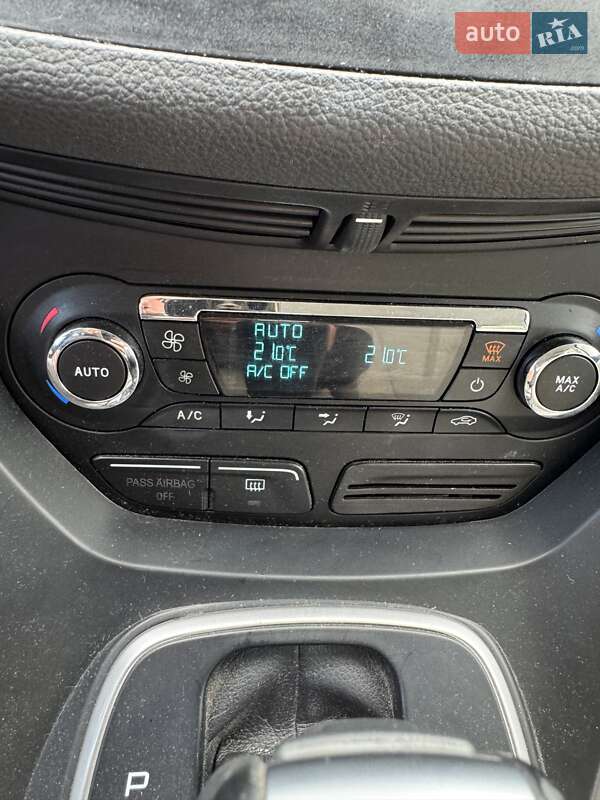 auto RIA
.com
AUTO
21.0°C 21.0°C
A/C OFF
MAX
AUTO
MAX
A/C
A/C
PASS AIRBAG
OFF
P